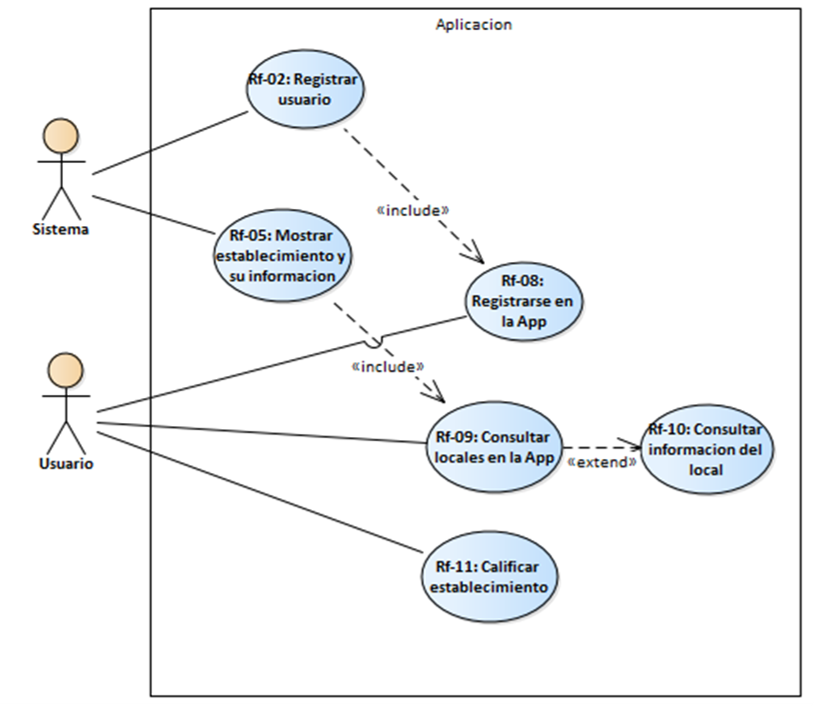 Aplicacion
Rf-02: Registrar
usuario
Sistema
«include»
Rf-05: Mostrar
establecimiento y
su informacion
Rf-08:
Registrarse en
la App
«include»
Usuario
Rf-09: Consultar
locales en la App
«extend»
Rf-10: Consultar
informacion del
local
Rf-11: Calificar
establecimiento